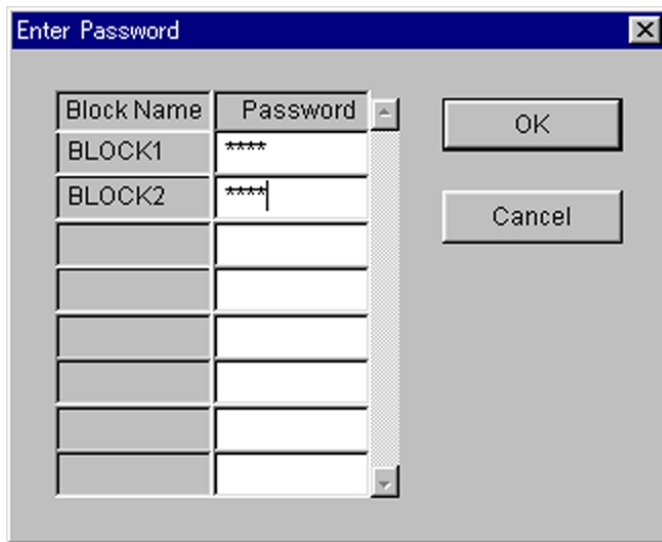 Enter Password
Block Name Password
BLOCK1 ****
BLOCK2 ****
OK
Cancel